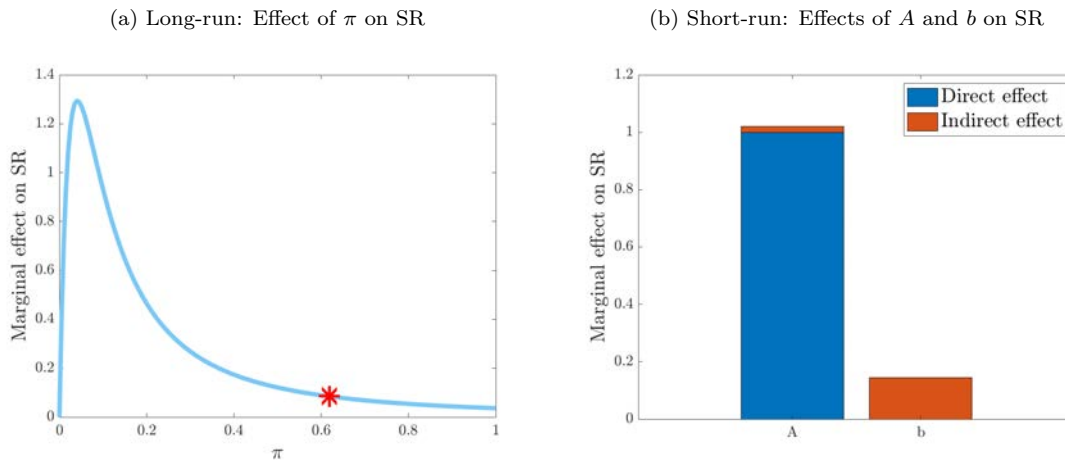 (a) Long-run: Effect of π on SR
Marginal effect on SR
1.4
1.2
1
0.8
0.6
0.4
0.2
0
0 0.2 0.4 0.6 0.8 1
π
(b) Short-run: Effects of A and b on SR
Marginal effect on SR
1.2
1
0.8
0.6
0.4
0.2
0
Direct effect
Indirect effect
A b